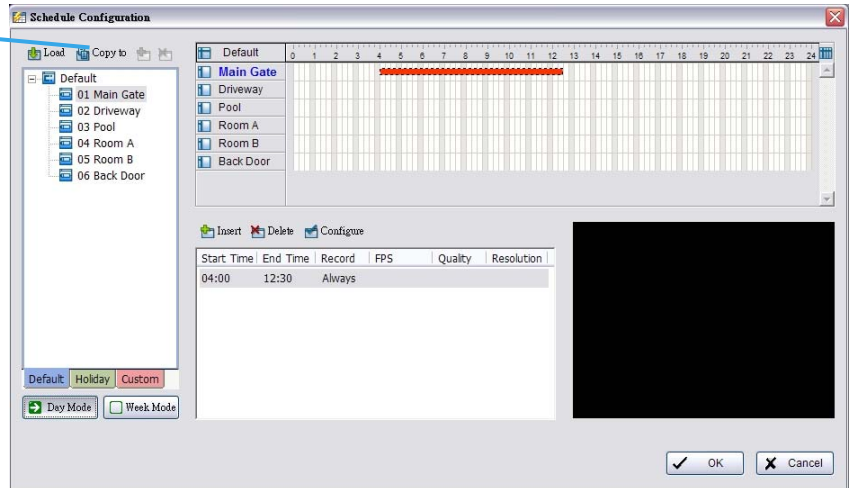 Schedule Configuration
Load Copy to
Default
01 Main Gate
02 Driveway
03 Pool
04 Room A
05 Room B
06 Back Door
Default Holiday Custom
Day Mode Week Mode
Default 0 1 2 3 4 5 6 7 8 9 10 11 12 13 14 15 16 17 18 19 20 21 22 23 24
Main Gate
Driveway
Pool
Room A
Room B
Back Door
Insert Delete Configure
Start Time End Time Record FPS Quality Resolution
04:00 12:30 Always
OK Cancel